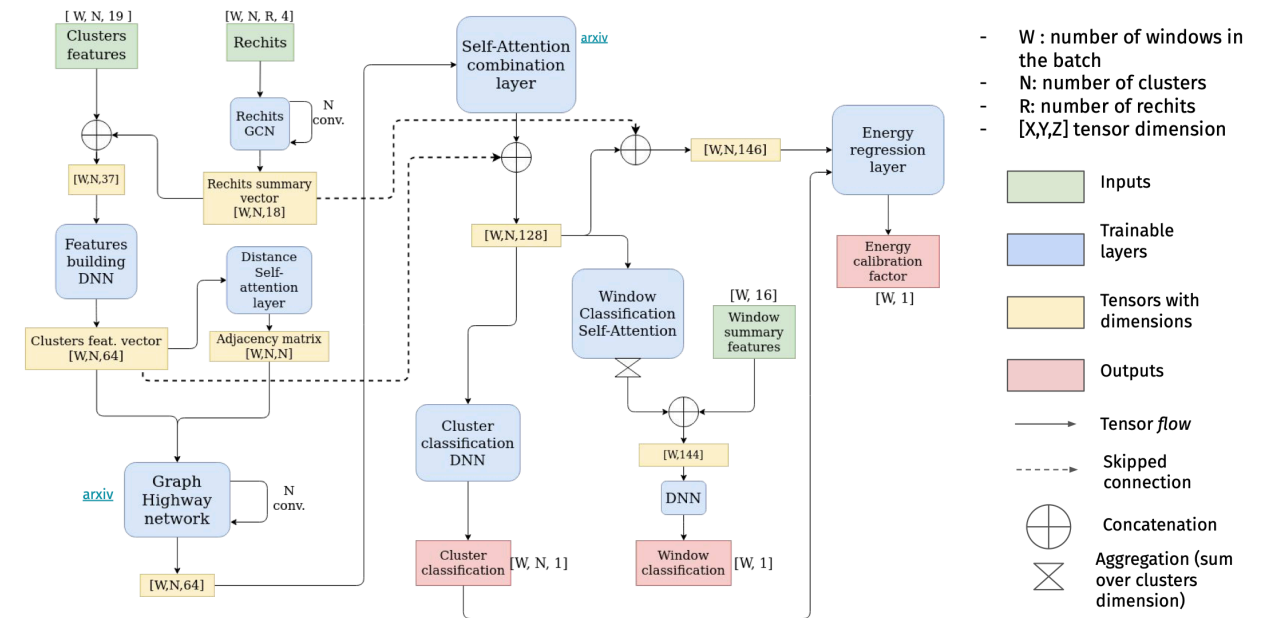 [ W, N, 19 ]
Clusters
features
[W, N, R, 4]
Rechits
Rechits
GCN
N
conv.
[W,N,37]
Rechits summary
vector
[W,N,18]
Features
building
DNN
Distance
Self-
attention
layer
Clusters feat. vector
[W,N,64]
Adjacency matrix
[W,N,N]
arxiv
Graph
Highway
network
N
conv.
[W,N,64]
Self-Attention
combination
layer
arxiv
[W,N,128]
[W,N,146]
Energy
regression
layer
Energy
calibration
factor
[W, 1]
Window
Classification
Self-Attention
[W, 16]
Window
summary
features
Cluster
classification
DNN
[W,144]
DNN
Cluster
classification
[W, N, 1]
Window
classification
[W, 1]
- W : number of windows in
the batch
- N: number of clusters
- R: number of rechits
- [X,Y,Z] tensor dimension
Inputs
Trainable
layers
Tensors with
dimensions
Outputs
Tensor flow
Skipped
connection
Concatenation
Aggregation (sum
over clusters
dimension)